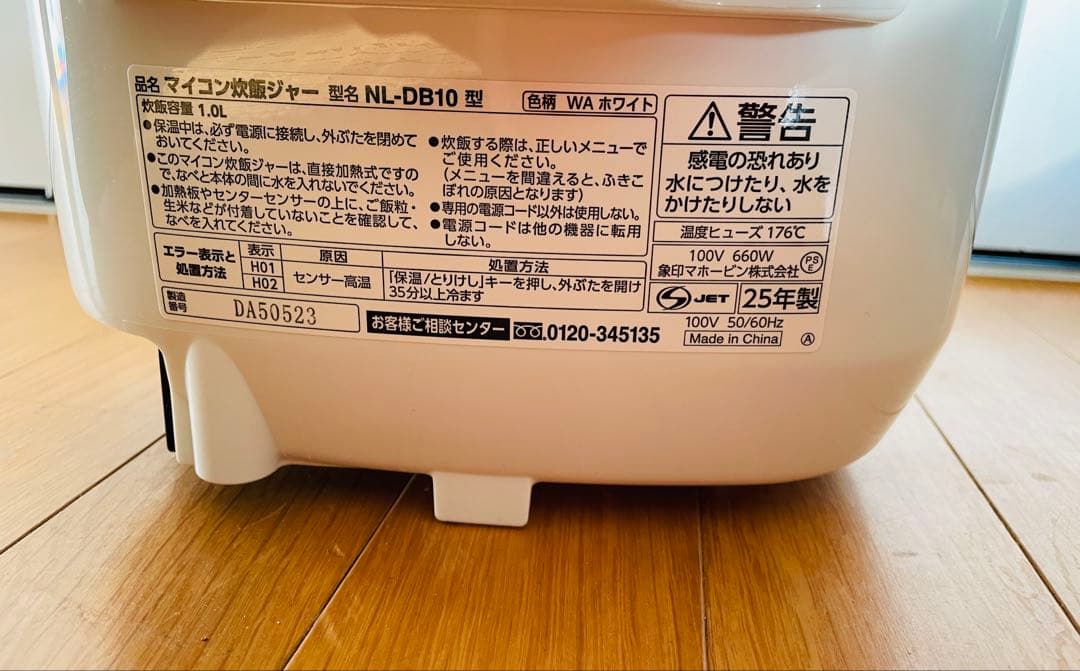 品名 マイコン炊飯ジャー 型名 NL-DB10 型 色柄 WA ホワイト
炊飯容量 1.0L
●保温中は、必ず電源に接続し、外ぶたを閉めて
おいてください。
●このマイコン炊飯ジャーは、直接加熱式ですの
で、なべと本体の間に水を入れないでください。
●加熱板やセンターセンサーの上に、ご飯粒・
生米などが付着していないことを確認して、
なべを入れてください。
●炊飯する際は、正しいメニューで
ご使用ください。
(メニューを間違えると、ふきこ
ぼれの原因となります)
●専用の電源コード以外は使用しない。
●電源コードは他の機器に転用
しない。
エラー表示と
処置方法
表示 原因 処置方法
H01
H02
センサー高温
「保温/とりけし」キーを押し、外ぶたを開け
35分以上冷ます
製造
番号
DA50523
お客様ご相談センター 0120-345135
警告
感電の恐れあり
水につけたり、水を
かけたりしない
温度ヒューズ 176℃
100V 660W
象印マホービン株式会社
PS
E
JET 25年製
100V 50/60Hz
Made in China A